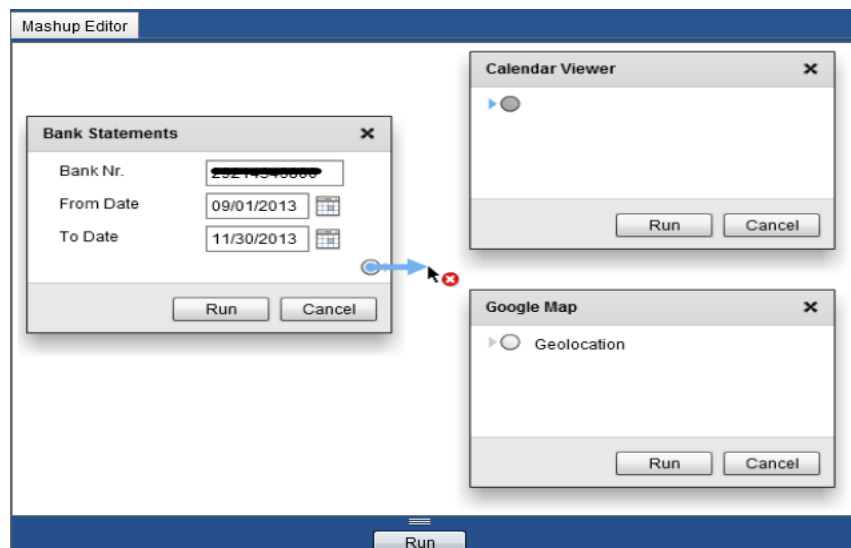 Mashup Editor
Calendar Viewer
Bank Statements
Bank Nr.
From Date 09/01/2013
To Date 11/30/2013
Run Cancel
Run Cancel
Google Map
Geolocation
Run Cancel
Run